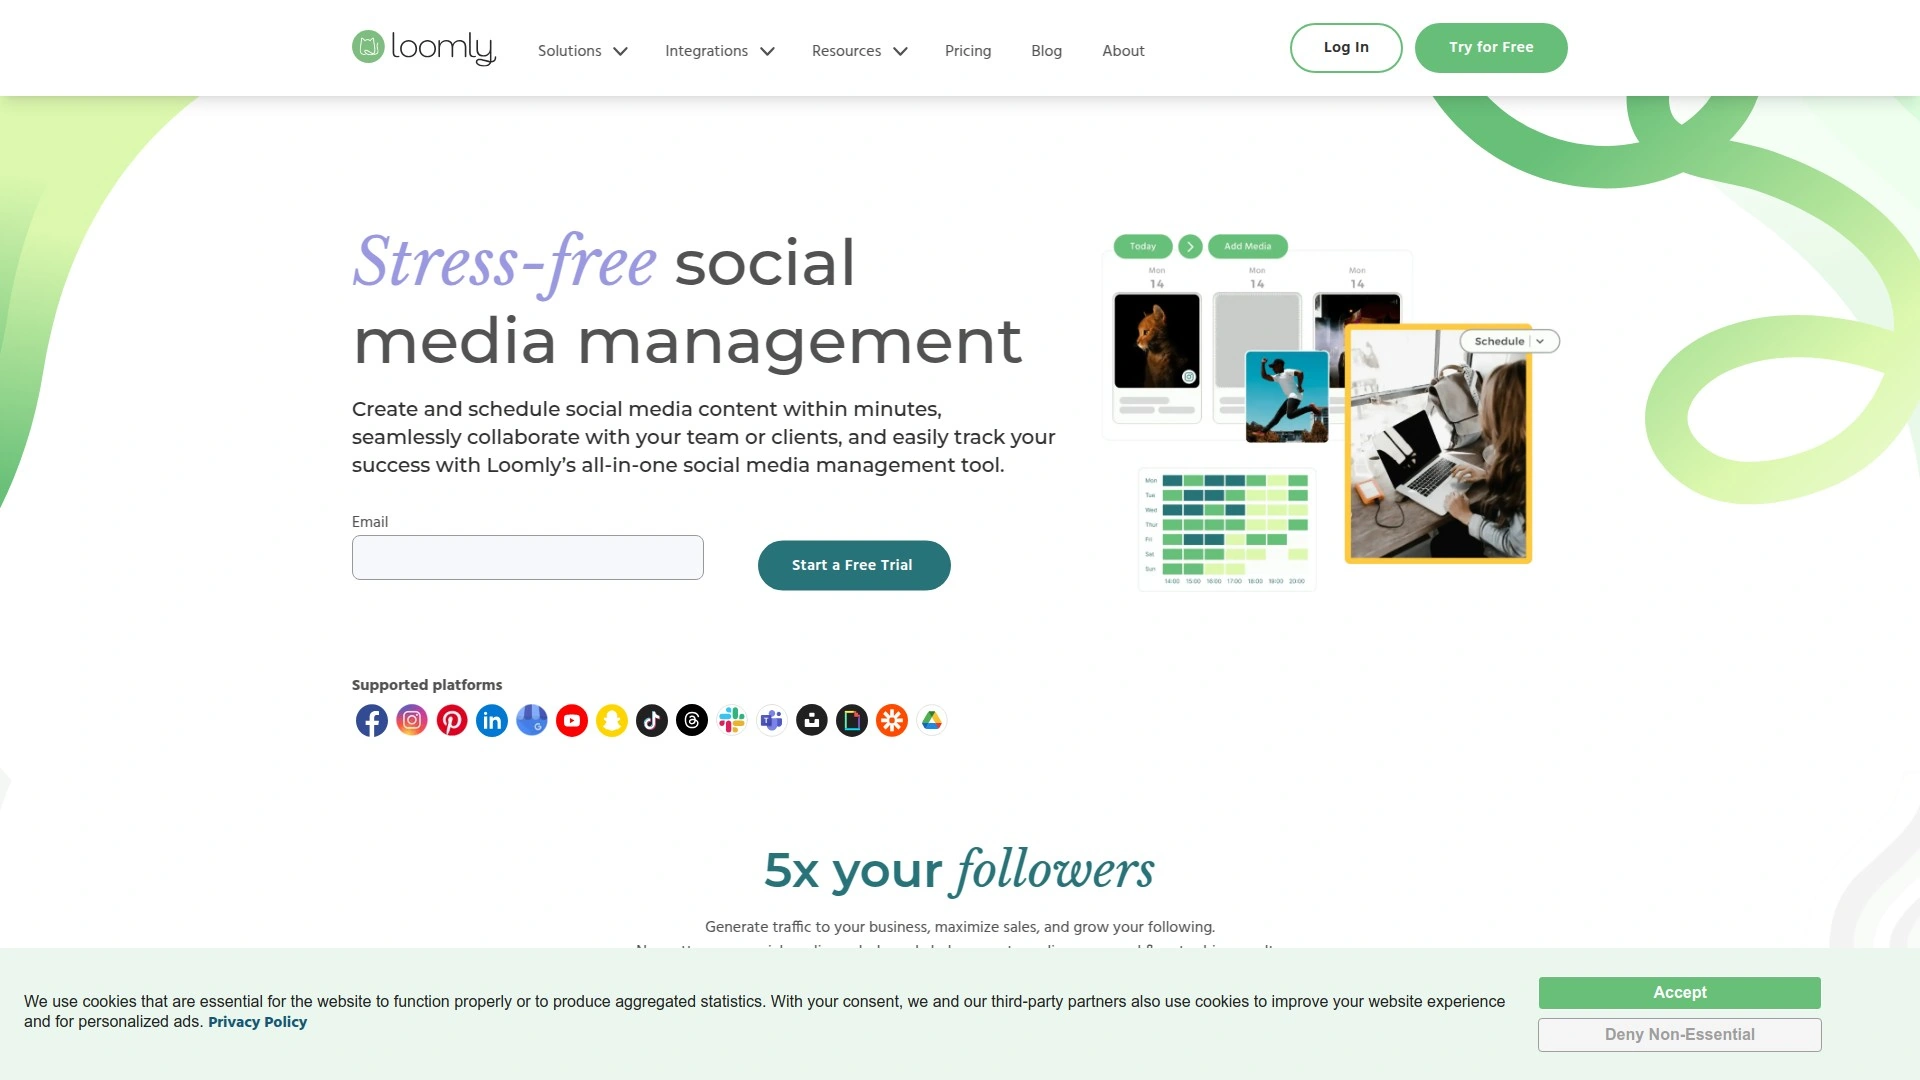 loomly
Solutions
Integrations
Resources
Pricing
Blog
About
Log In
Try for Free
Stress-free social
media management
Create and schedule social media content within minutes,
seamlessly collaborate with your team or clients, and easily track your
success with Loomly’s all-in-one social media management tool.
Email
Start a Free Trial
Today
Add Media
Mon
14
Mon
14
Mon
14
Schedule
Mon
Tue
Wed
Thur
Fri
Sat
Sun
14:00 15:00 16:00 17:00 18:00 19:00 20:00
Supported platforms
5x your followers
Generate traffic to your business, maximize sales, and grow your following.
We use cookies that are essential for the website to function properly or to produce aggregated statistics. With your consent, we and our third-party partners also use cookies to improve your website experience
and for personalized ads. Privacy Policy
Accept
Deny Non-Essential